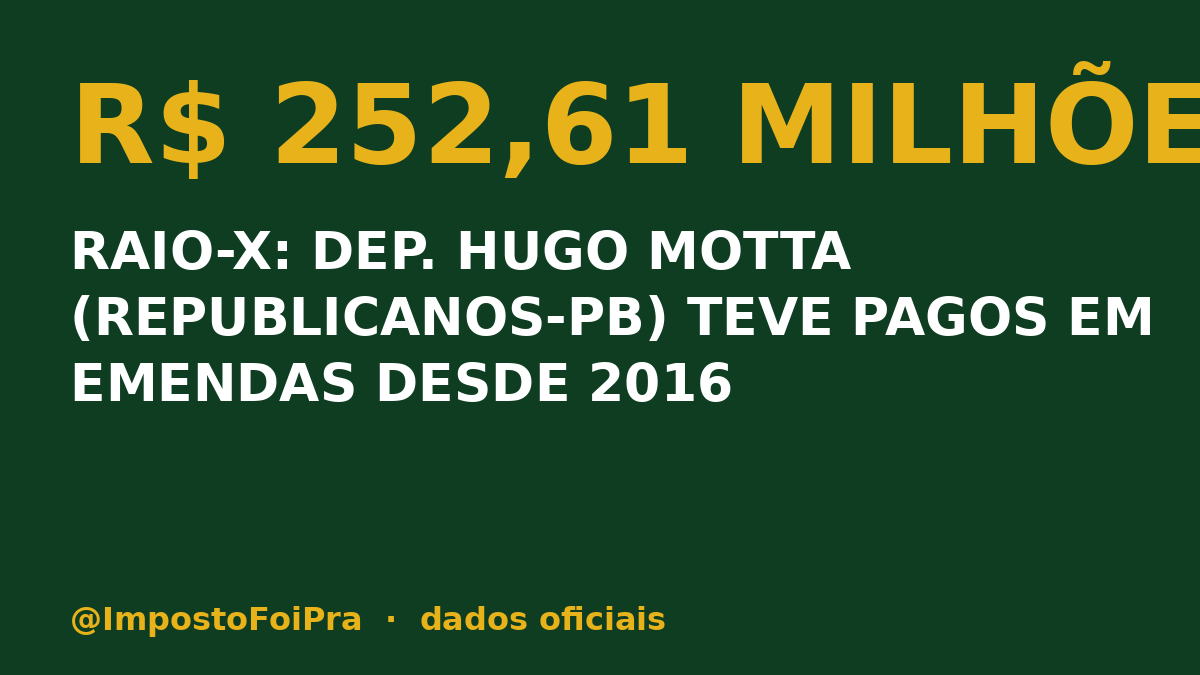 R$ 252,61 MILHÕE
RAIO-X: DEP. HUGO MOTTA
(REPUBLICANOS-PB) TEVE PAGOS EM
EMENDAS DESDE 2016
@ImpostoFoiPra · dados oficiais